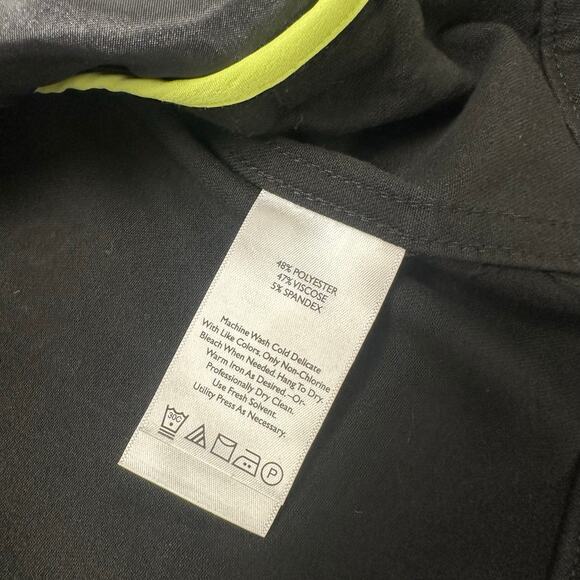 48% POLYESTER
47% VISCOSE
5% SPANDEX
Machine Wash Cold Delicate
With Like Colors. Only Non-Chlorine
Bleach When Needed. Hang To Dry.
Warm Iron As Desired.-Or-
Professionally Dry Clean.
Use Fresh Solvent.
Utility Press As Necessary.
30C P